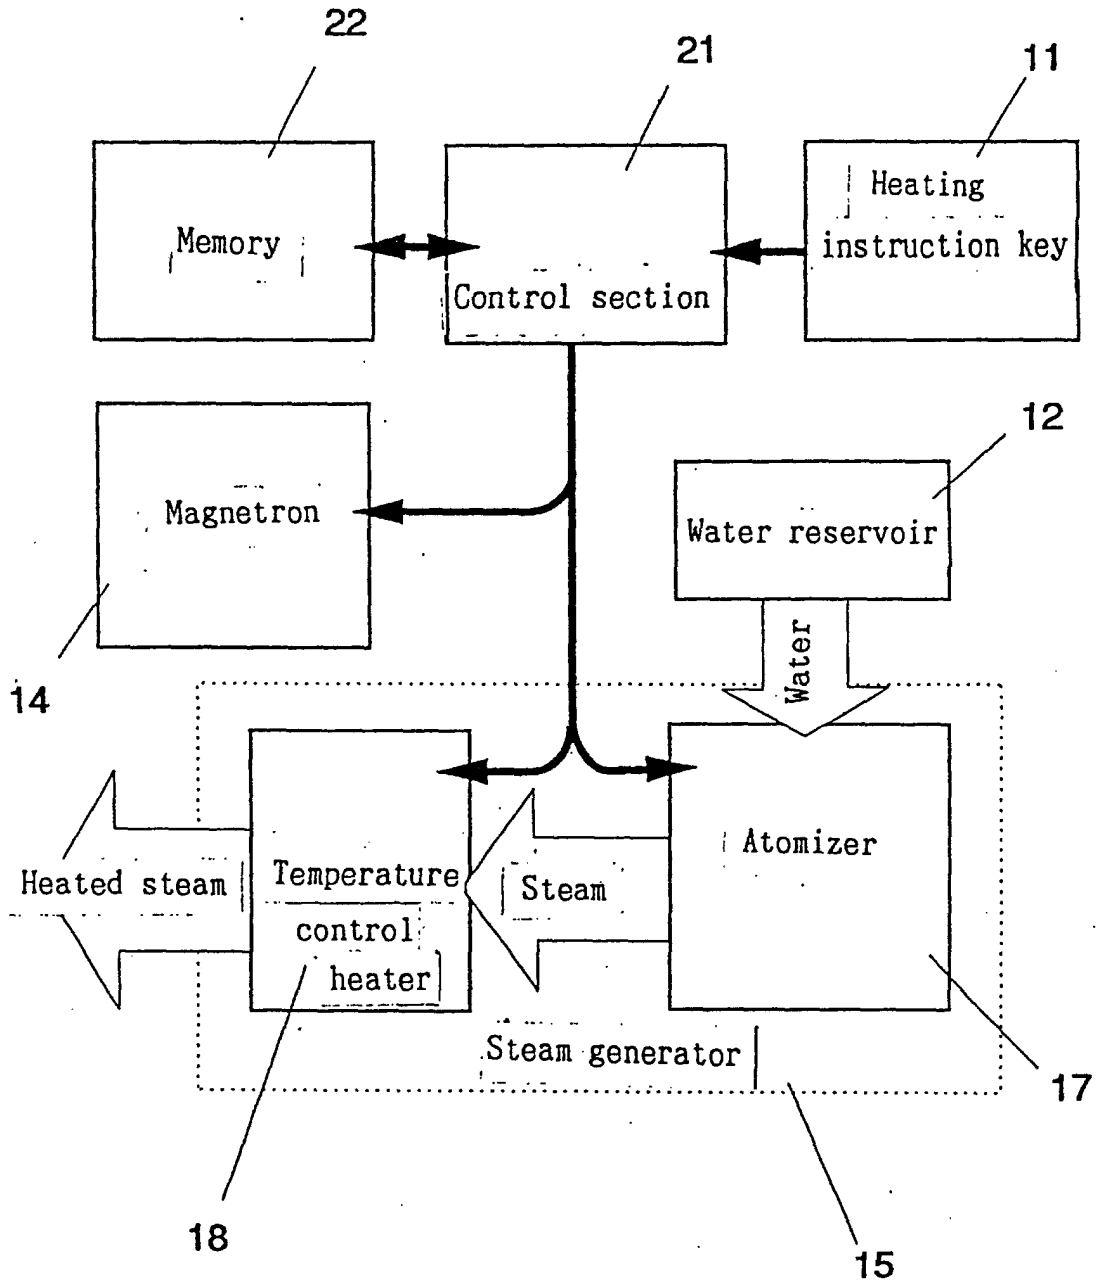 22
21
11
Memory
Control section
Heating
instruction key
Magnetron
14
12
Water reservoir
Water
Atomizer
Steam
Temperature
control
heater
Heated steam
Steam generator
17
18
15